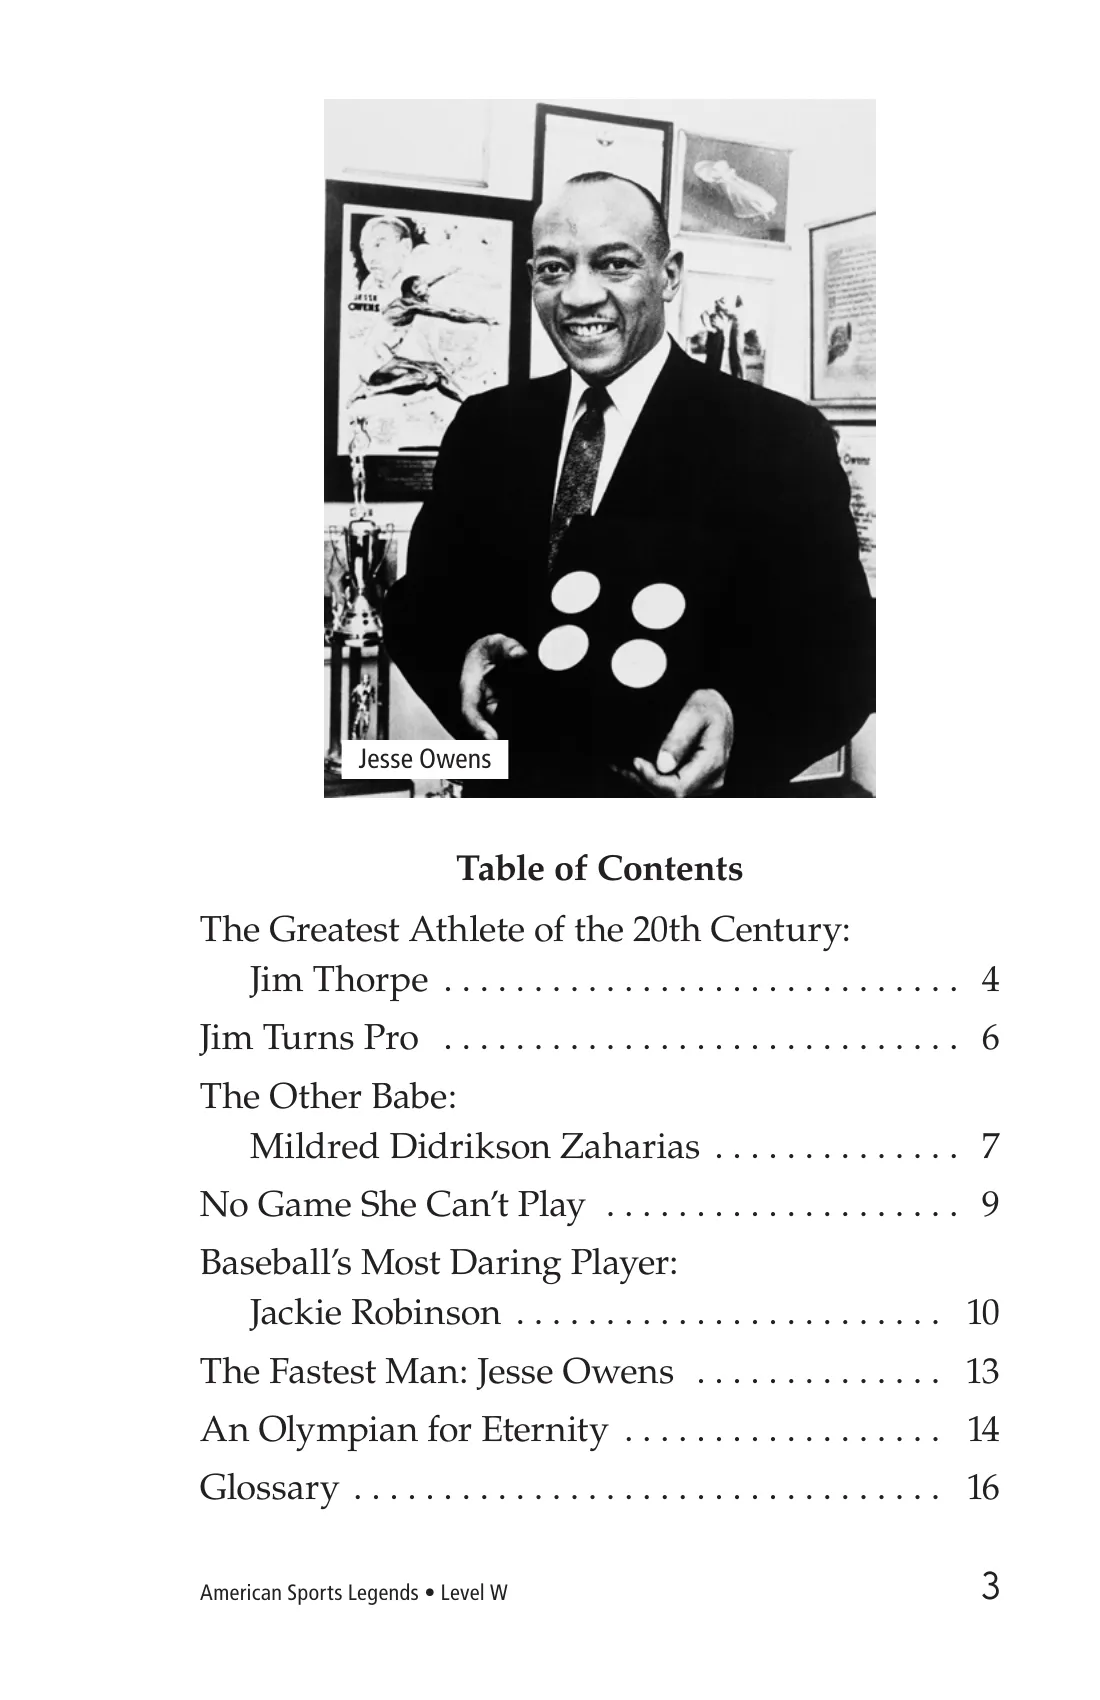 JESSE
OWENS
Owens
Jesse Owens
Table of Contents
The Greatest Athlete of the 20th Century:
Jim Thorpe . . . . . . . . . . . . . . . . . . . . . . . . . . . . . 4
Jim Turns Pro . . . . . . . . . . . . . . . . . . . . . . . . . . . . . 6
The Other Babe:
Mildred Didrikson Zaharias . . . . . . . . . . . . . . 7
No Game She Can’t Play . . . . . . . . . . . . . . . . . . . . 9
Baseball’s Most Daring Player:
Jackie Robinson . . . . . . . . . . . . . . . . . . . . . . . . 10
The Fastest Man: Jesse Owens . . . . . . . . . . . . . . 13
An Olympian for Eternity . . . . . . . . . . . . . . . . . . 14
Glossary . . . . . . . . . . . . . . . . . . . . . . . . . . . . . . . . . 16
American Sports Legends • Level W 3